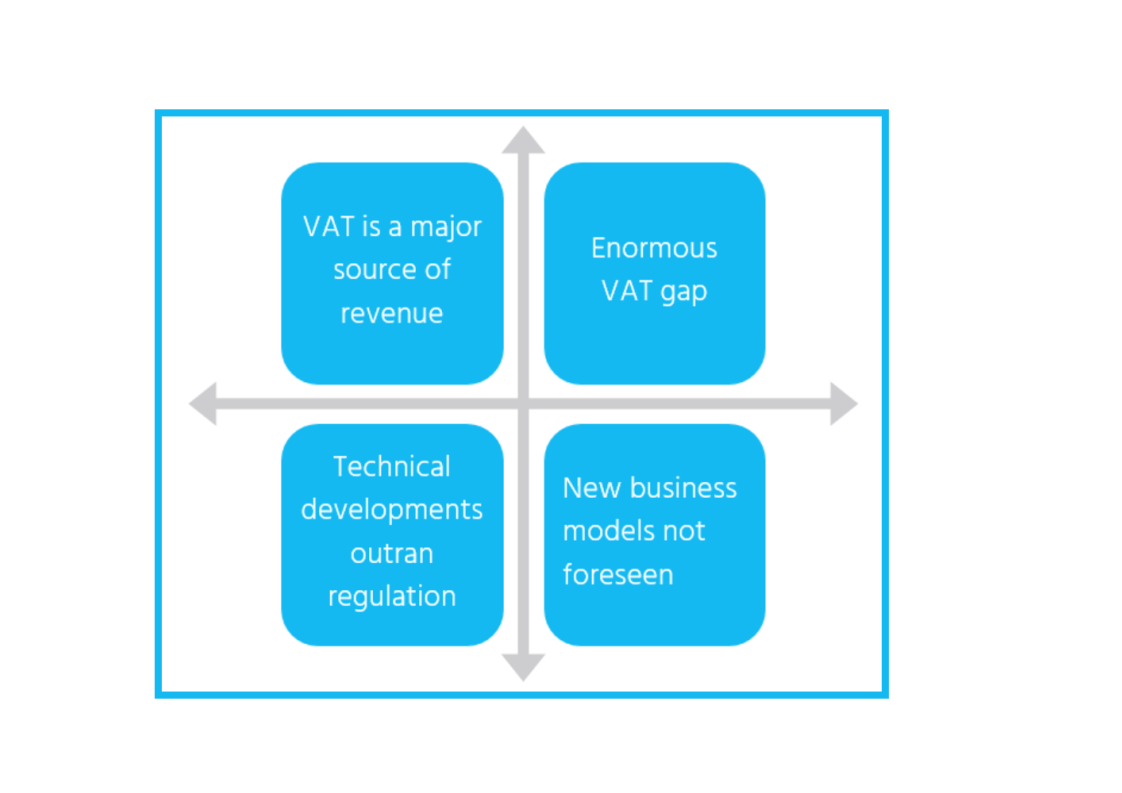 VAT is a major
source of
revenue
Enormous
VAT gap
Technical
developments
outran
regulation
New business
models not
foreseen